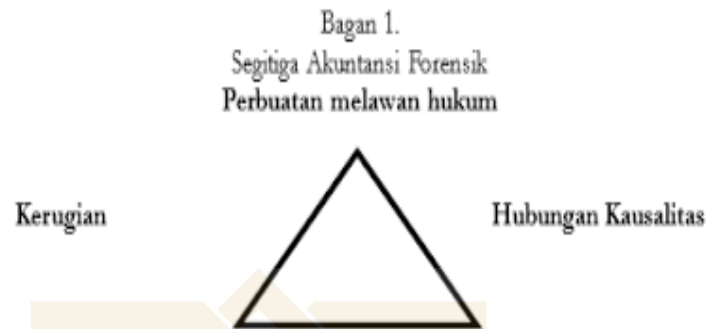 Bagan 1.
Segitiga Akuntansi Forensik
Perbuatan melawan hukum
Kerugian
Hubungan Kausalitas